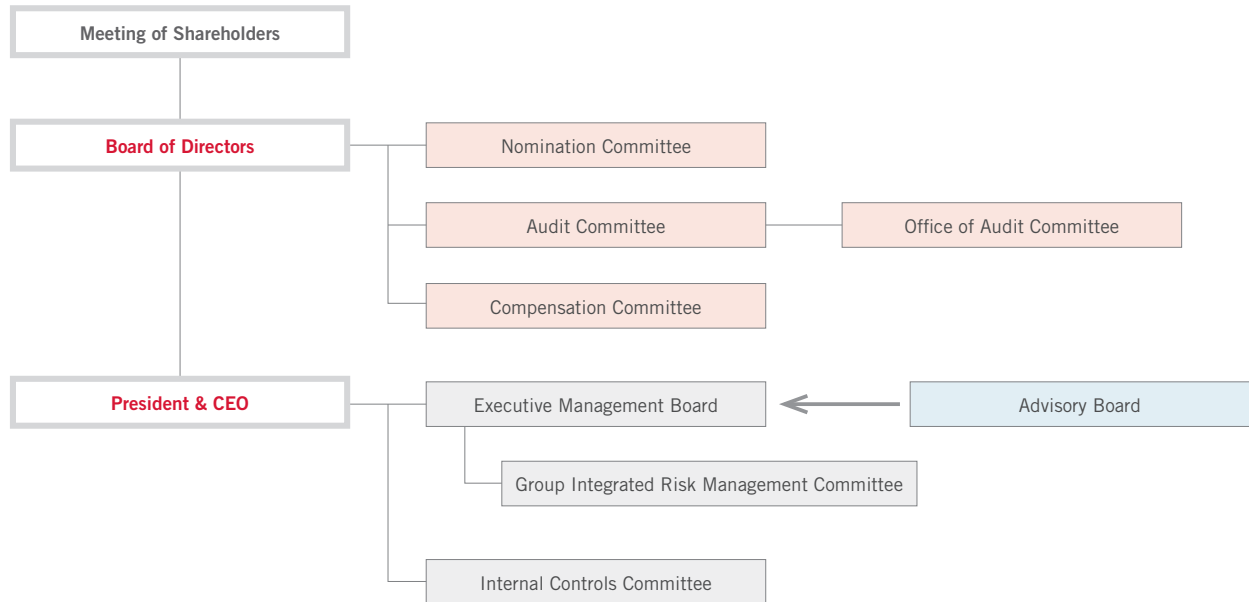 Meeting of Shareholders
Board of Directors
Nomination Committee
Audit Committee
Office of Audit Committee
Compensation Committee
President & CEO
Executive Management Board
Advisory Board
Group Integrated Risk Management Committee
Internal Controls Committee